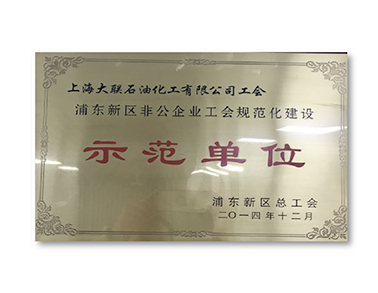 上海大联石油化工有限公司工会
浦东新区非公企业工会规范化建设
示范单位
浦东新区总工会
二〇一四年十二月